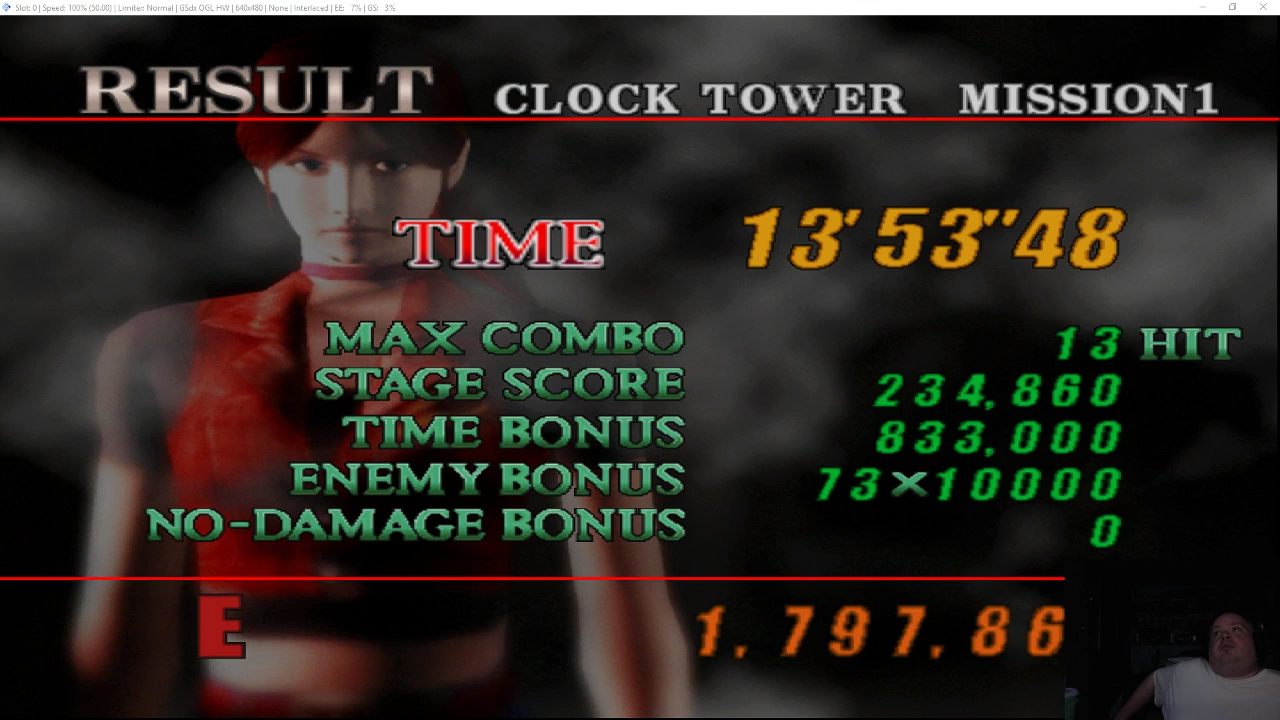 Slot: 0 | Speed: 100% (50.00) | Limiter: Normal | GSdx OGL HW | 640x480 | None | Interlaced | EE: 7% | GS: 3%
RESULT CLOCK TOWER MISSION1
TIME 13'53"48
MAX COMBO 13 HIT
STAGE SCORE 234,860
TIME BONUS 833,000
ENEMY BONUS 73×10000
NO-DAMAGE BONUS 0
E 1,797,86